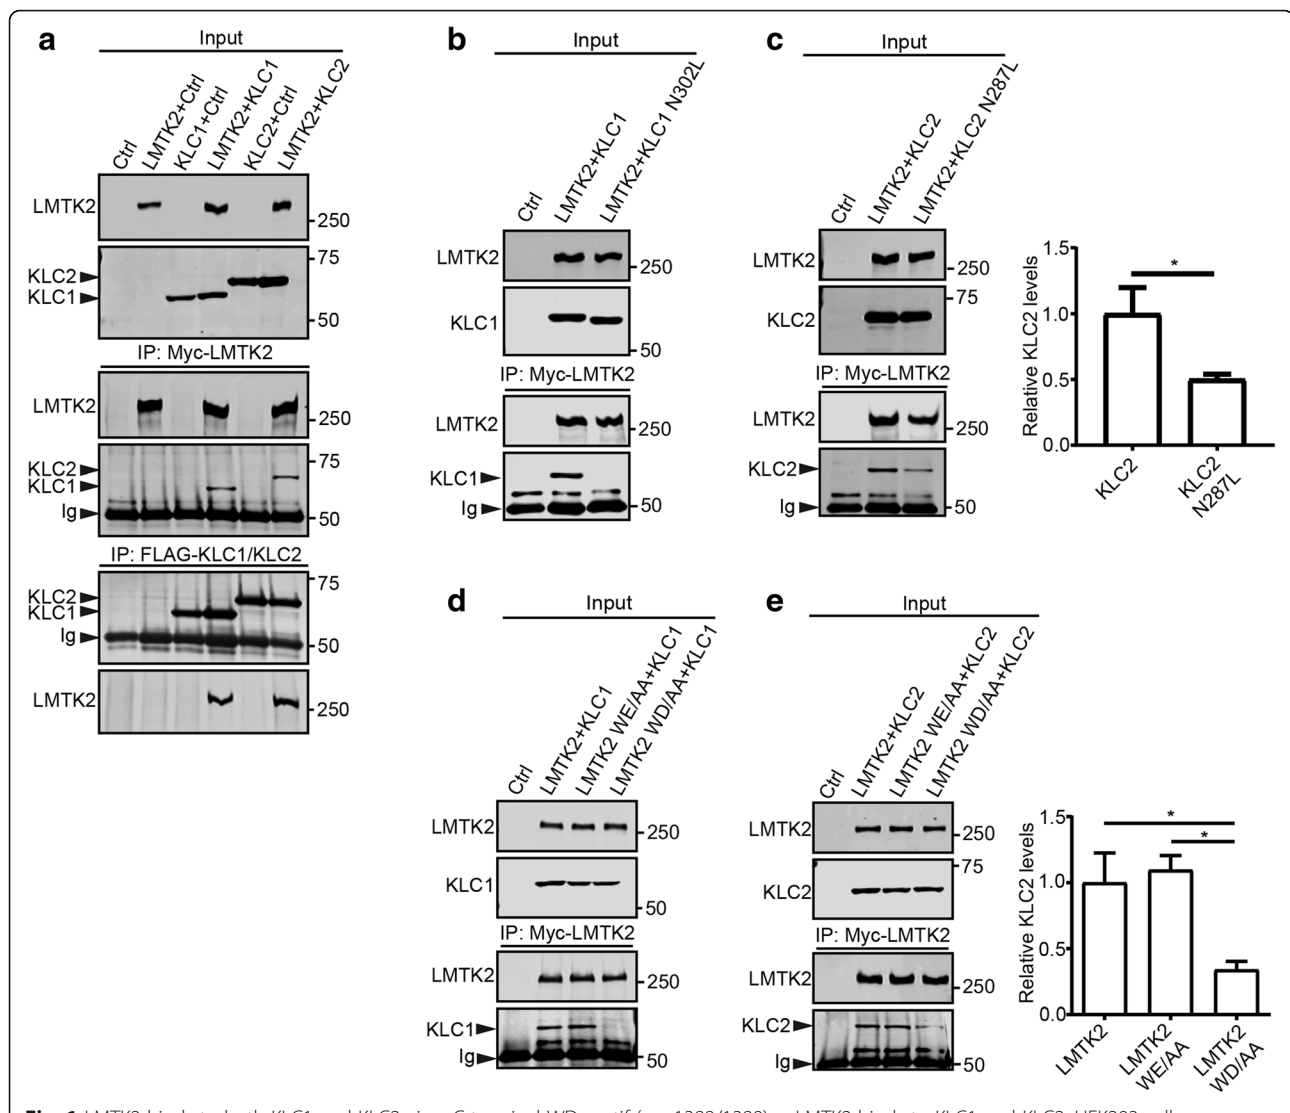 a
Input
Ctrl
LMTK2+Ctrl
KLC1+Ctrl
LMTK2+KLC1
KLC2+Ctrl
LMTK2+KLC2
LMTK2
250
75
KLC2
KLC1
50
IP: Myc-LMTK2
LMTK2
250
75
KLC2
KLC1
Ig
50
IP: FLAG-KLC1/KLC2
75
KLC2
KLC1
Ig
50
LMTK2
250
b
Input
Ctrl
LMTK2+KLC1
LMTK2+KLC1 N302L
LMTK2
250
KLC1
50
IP: Myc-LMTK2
LMTK2
250
KLC1
Ig
50
c
Input
Ctrl
LMTK2+KLC2
LMTK2+KLC2 N287L
LMTK2
250
75
KLC2
IP: Myc-LMTK2
LMTK2
250
KLC2
Ig
50
Relative KLC2 levels
1.5
1.0
0.5
0.0
*
KLC2
KLC2
N287L
d
Input
Ctrl
LMTK2+KLC1
LMTK2 WE/AA+KLC1
LMTK2 WD/AA+KLC1
LMTK2
250
KLC1
50
IP: Myc-LMTK2
LMTK2
250
KLC1
Ig
50
e
Input
Ctrl
LMTK2+KLC2
LMTK2 WE/AA+KLC2
LMTK2 WD/AA+KLC2
LMTK2
250
75
KLC2
IP: Myc-LMTK2
LMTK2
250
KLC2
Ig
50
Relative KLC2 levels
1.5
1.0
0.5
0.0
*
*
LMTK2
LMTK2
WE/AA
LMTK2
WD/AA